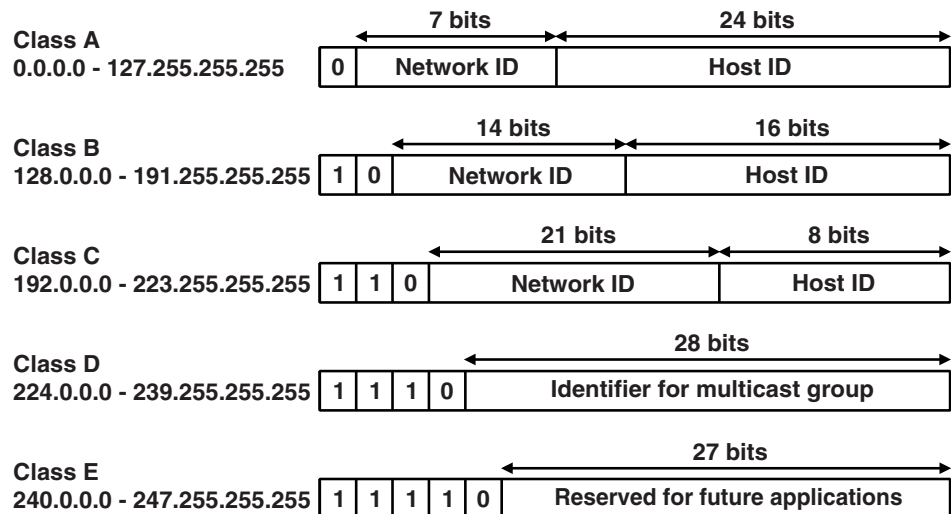 7 bits 24 bits
Class A
0.0.0.0 - 127.255.255.255 0 Network ID Host ID
14 bits 16 bits
Class B
128.0.0.0 - 191.255.255.255 1 0 Network ID Host ID
21 bits 8 bits
Class C
192.0.0.0 - 223.255.255.255 1 1 0 Network ID Host ID
28 bits
Class D
224.0.0.0 - 239.255.255.255 1 1 1 0 Identifier for multicast group
27 bits
Class E
240.0.0.0 - 247.255.255.255 1 1 1 1 0 Reserved for future applications